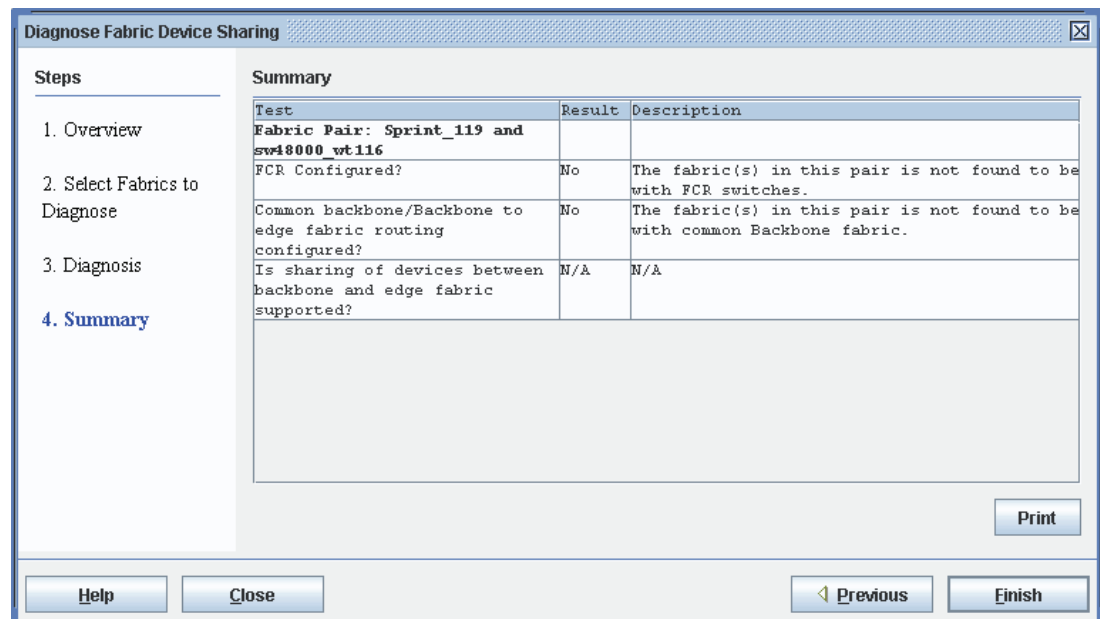 Diagnose Fabric Device Sharing
Steps
1. Overview
2. Select Fabrics to
Diagnose
3. Diagnosis
4. Summary
Summary
Test Result Description
Fabric Pair: Sprint_119 and
sw48000_wt116
FCR Configured? No The fabric(s) in this pair is not found to be
with FCR switches.
Common backbone/Backbone to No The fabric(s) in this pair is not found to be
edge fabric routing with common Backbone fabric.
configured?
Is sharing of devices between N/A N/A
backbone and edge fabric
supported?
Print
Help Close Previous Finish